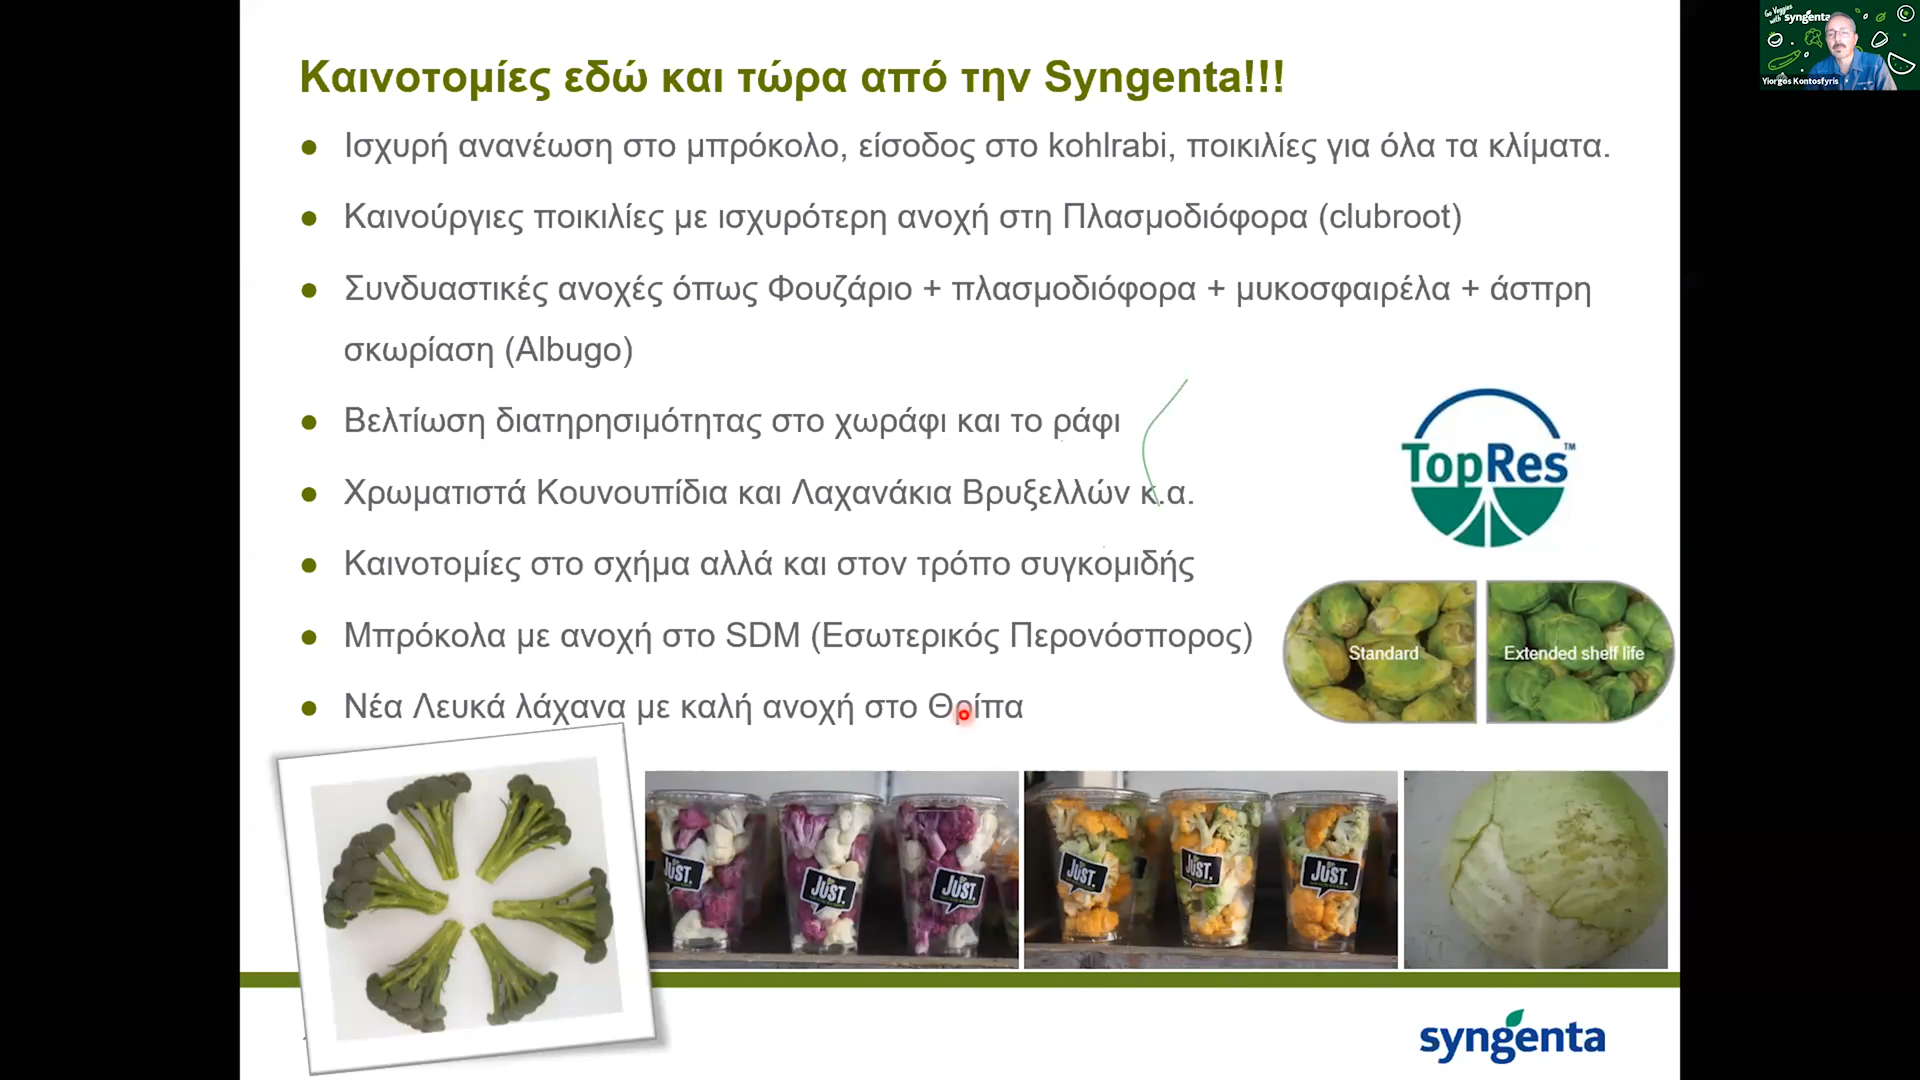 Καινοτομίες εδώ και τώρα από την Syngenta!!!
● Ισχυρή ανανέωση στο μπρόκολο, είσοδος στο kohlrabi, ποικιλίες για όλα τα κλίματα.
● Καινούργιες ποικιλίες με ισχυρότερη ανοχή στη Πλασμοδιόφορα (clubroot)
● Συνδυαστικές ανοχές όπως Φουζάριο + πλασμοδιόφορα + μυκοσφαιρέλα + άσπρη
σκωρίαση (Albugo)
● Βελτίωση διατηρησιμότητας στο χωράφι και το ράφι
● Χρωματιστά Κουνουπίδια και Λαχανάκια Βρυξελλών κ.α.
● Καινοτομίες στο σχήμα αλλά και στον τρόπο συγκομιδής
● Μπρόκολα με ανοχή στο SDM (Εσωτερικός Περονόσπορος)
● Νέα Λευκά λάχανα με καλή ανοχή στο Θρίπα
TopRes™
Standard
Extended shelf life
JUST.
JUST.
JUST.
JUST.
JUST.
JUST.
syngenta
Go Veggies
with syngenta
Yiorgos Kontosfyris